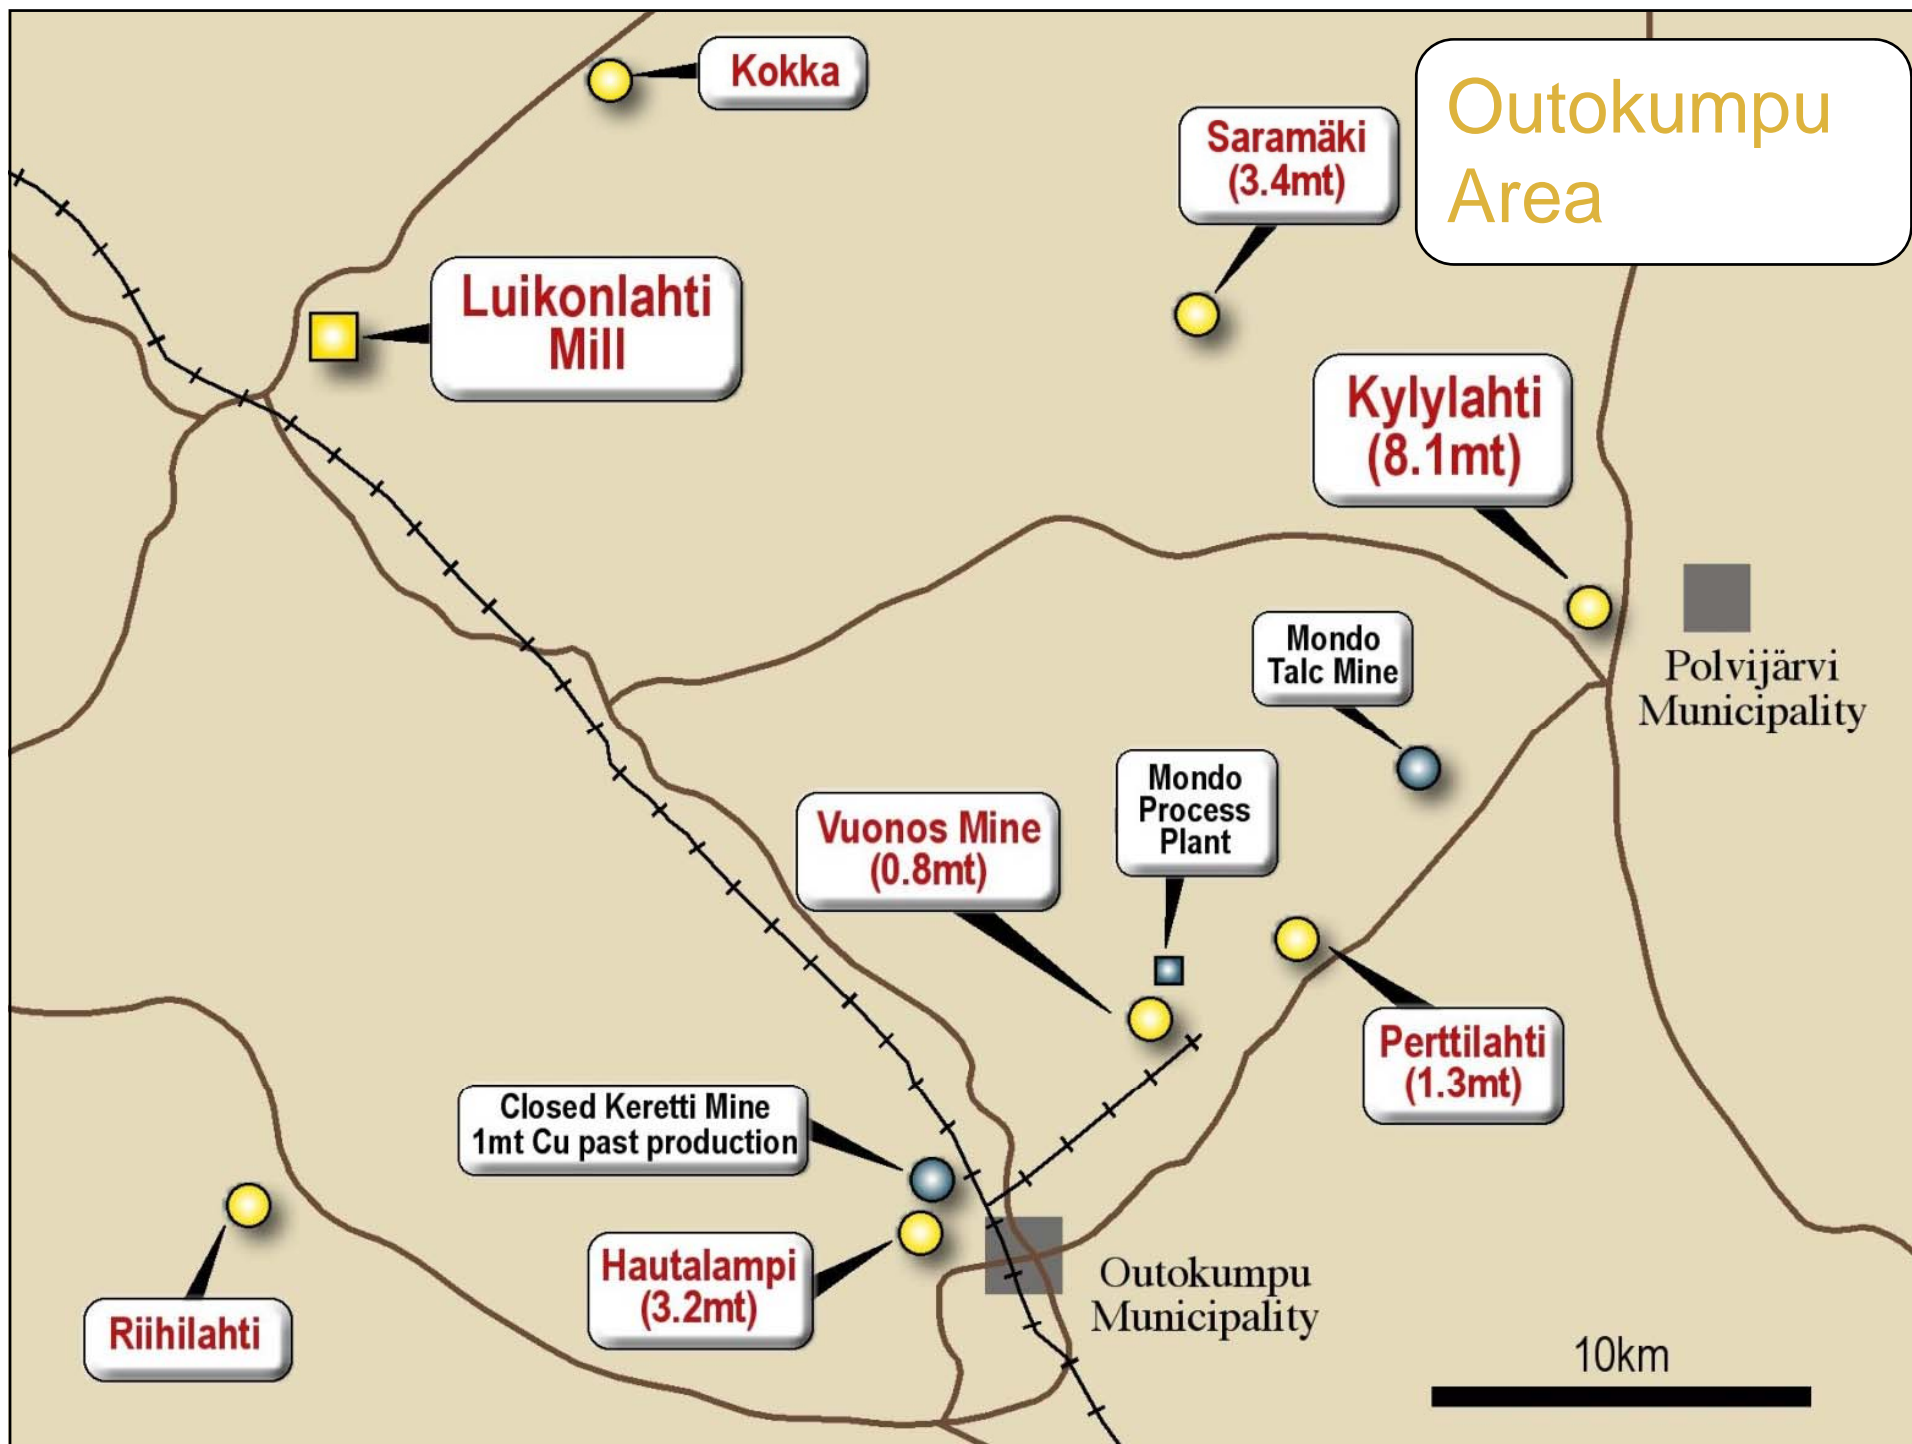 Kokka
Outokumpu
Area
Saramäki
(3.4mt)
Luikonlahti
Mill
Kylylahti
(8.1mt)
Mondo
Talc Mine
Polvijärvi
Municipality
Mondo
Process
Plant
Vuonos Mine
(0.8mt)
Perttilahti
(1.3mt)
Closed Keretti Mine
1mt Cu past production
Hautalampi
(3.2mt)
Outokumpu
Municipality
Riihilahti
10km